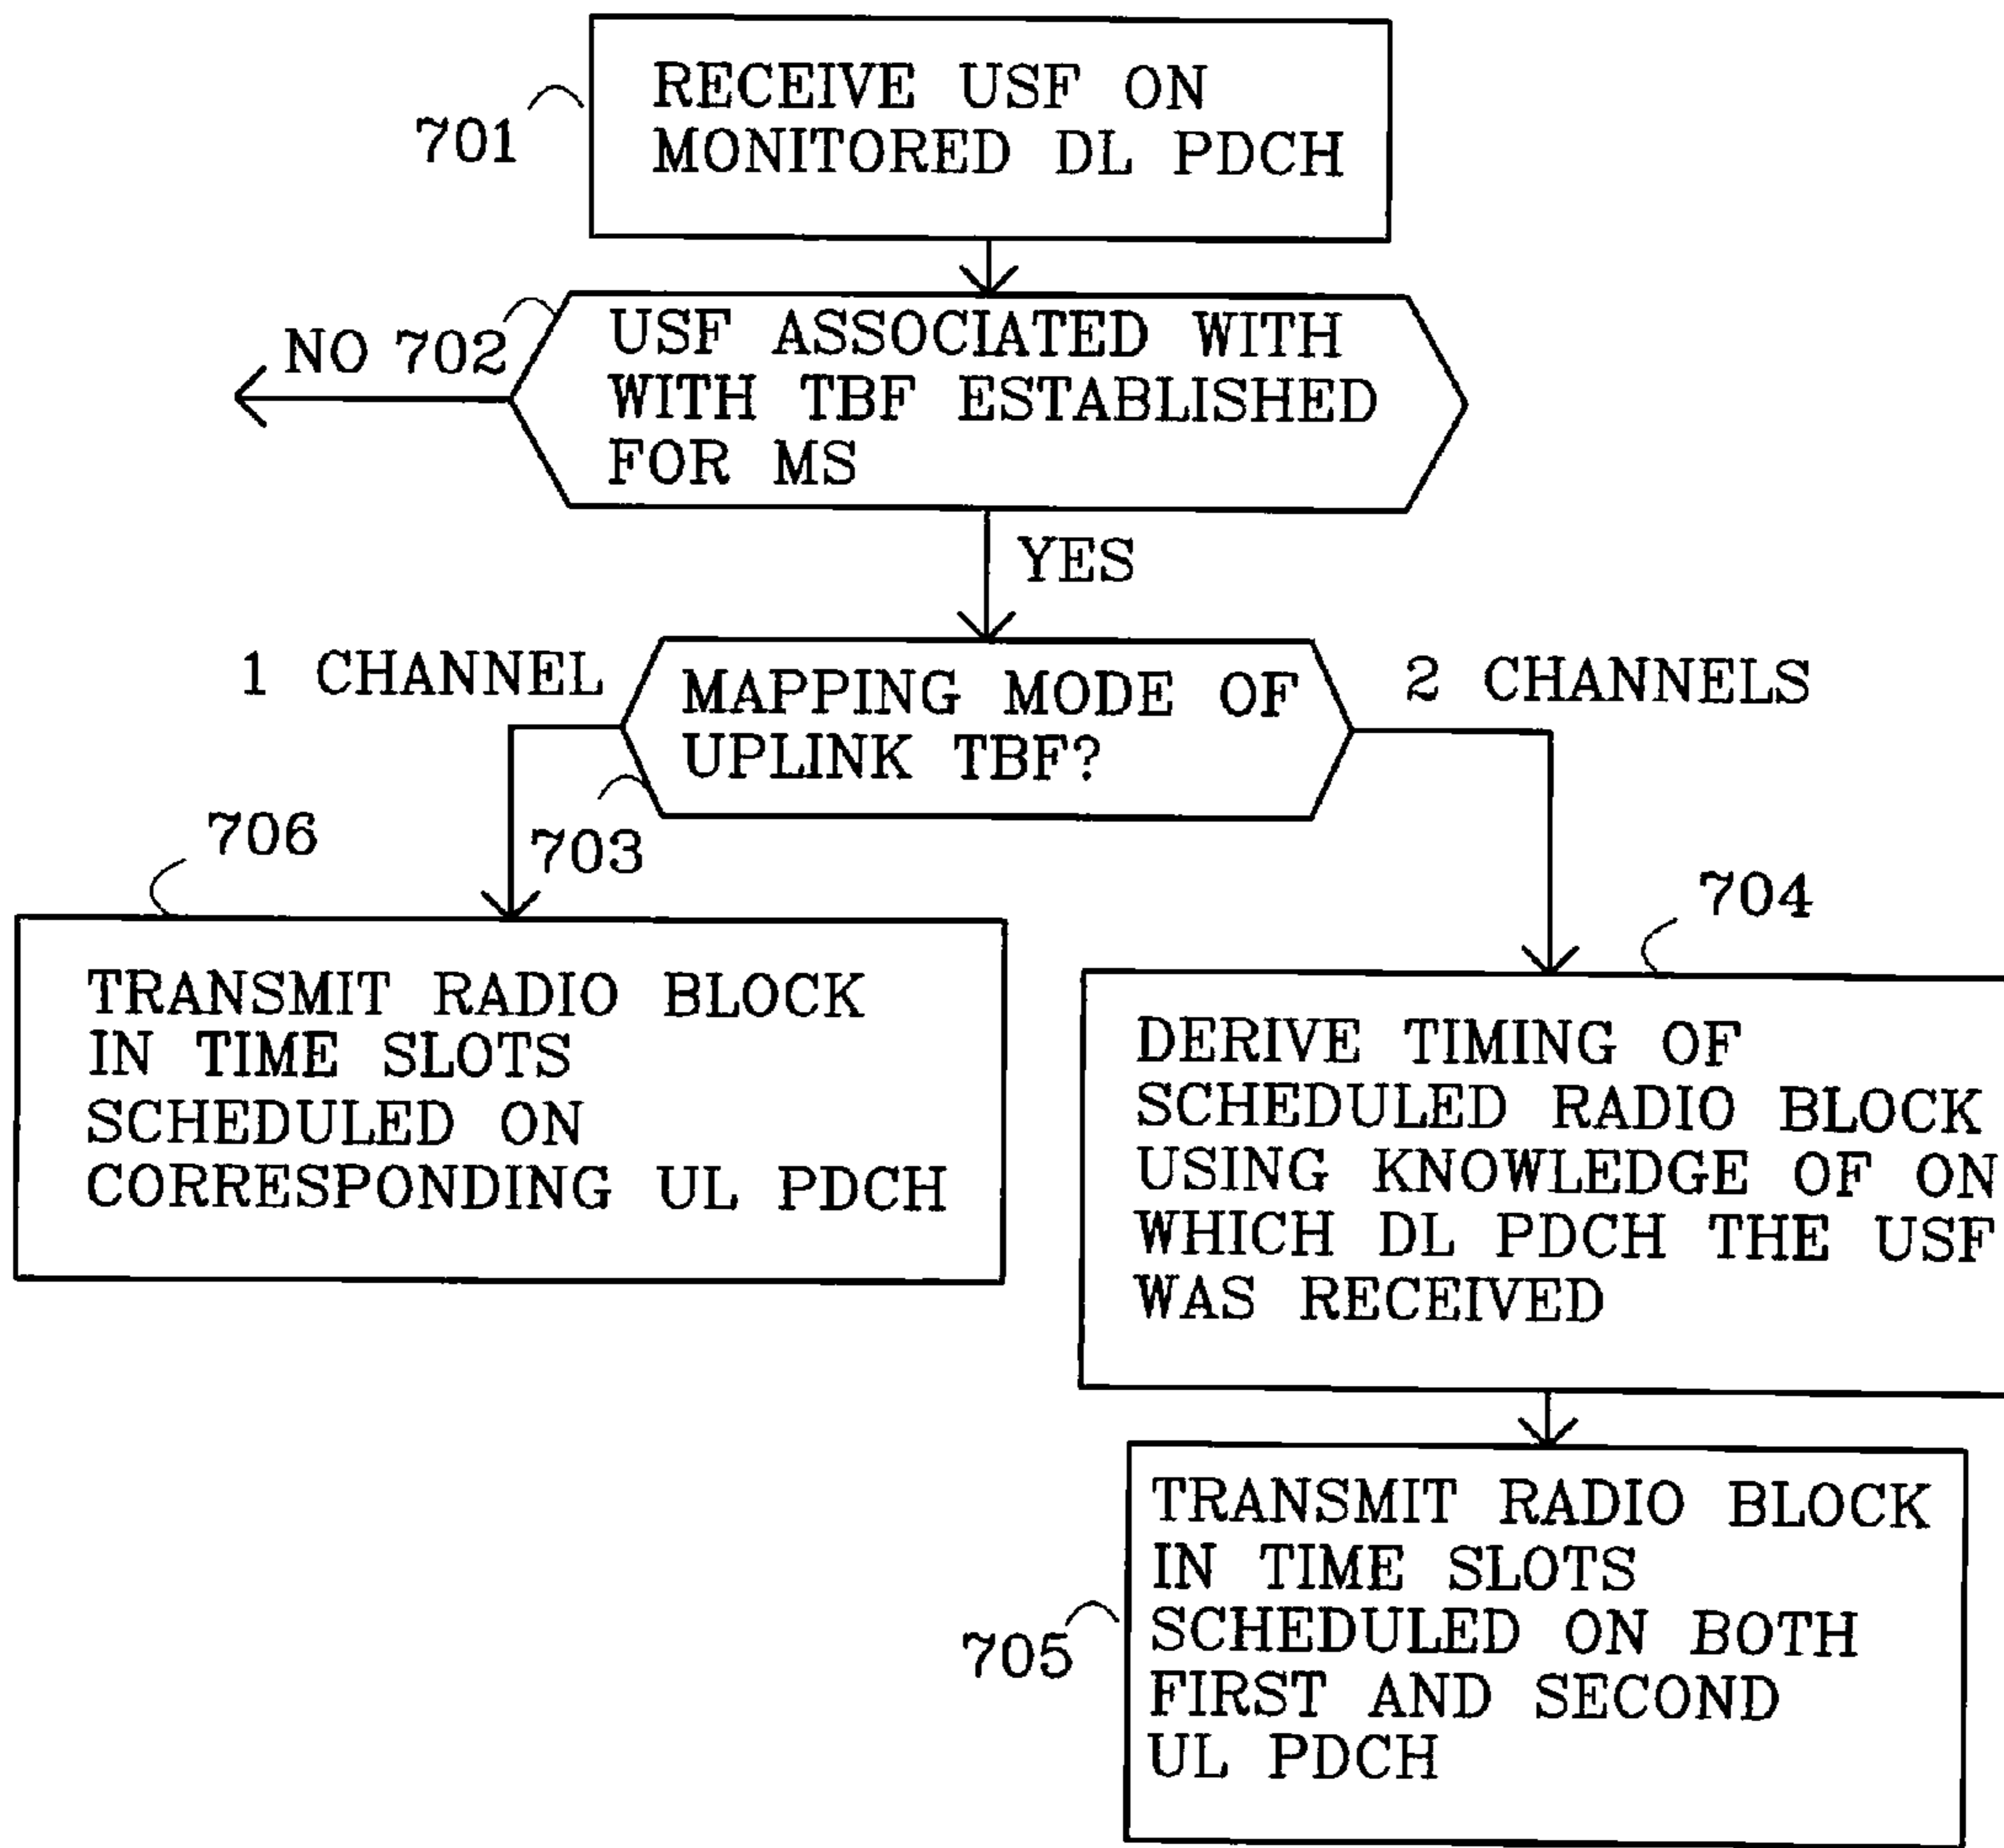 RECEIVE USF ON
MONITORED DL PDCH
701
NO 702
USF ASSOCIATED WITH
WITH TBF ESTABLISHED
FOR MS
YES
1 CHANNEL
MAPPING MODE OF
UPLINK TBF?
2 CHANNELS
703
706
TRANSMIT RADIO BLOCK
IN TIME SLOTS
SCHEDULED ON
CORRESPONDING UL PDCH
704
DERIVE TIMING OF
SCHEDULED RADIO BLOCK
USING KNOWLEDGE OF ON
WHICH DL PDCH THE USF
WAS RECEIVED
705
TRANSMIT RADIO BLOCK
IN TIME SLOTS
SCHEDULED ON BOTH
FIRST AND SECOND
UL PDCH